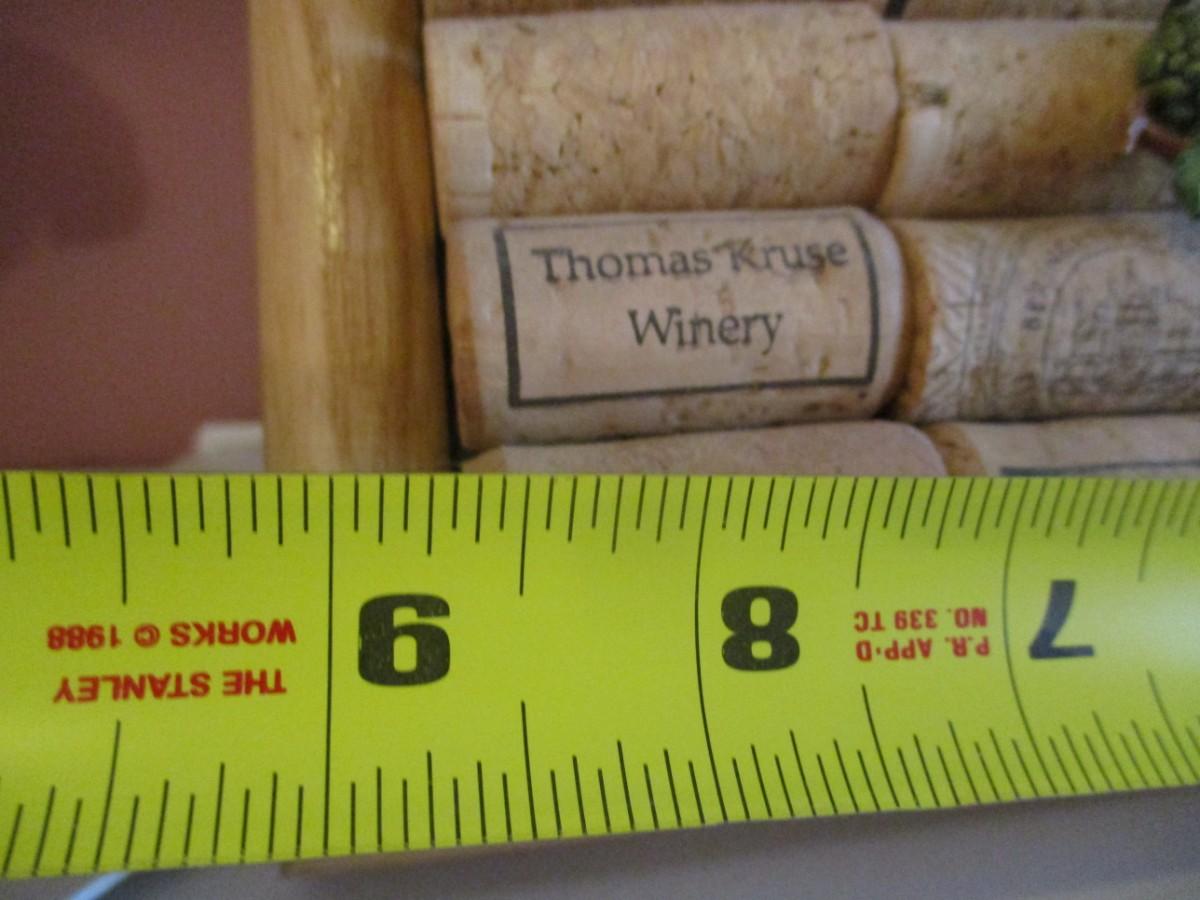 Thomas Kruse
Winery
9
8
7
THE STANLEY
WORKS © 1988
P.R. APP'D
NO. 339 TC